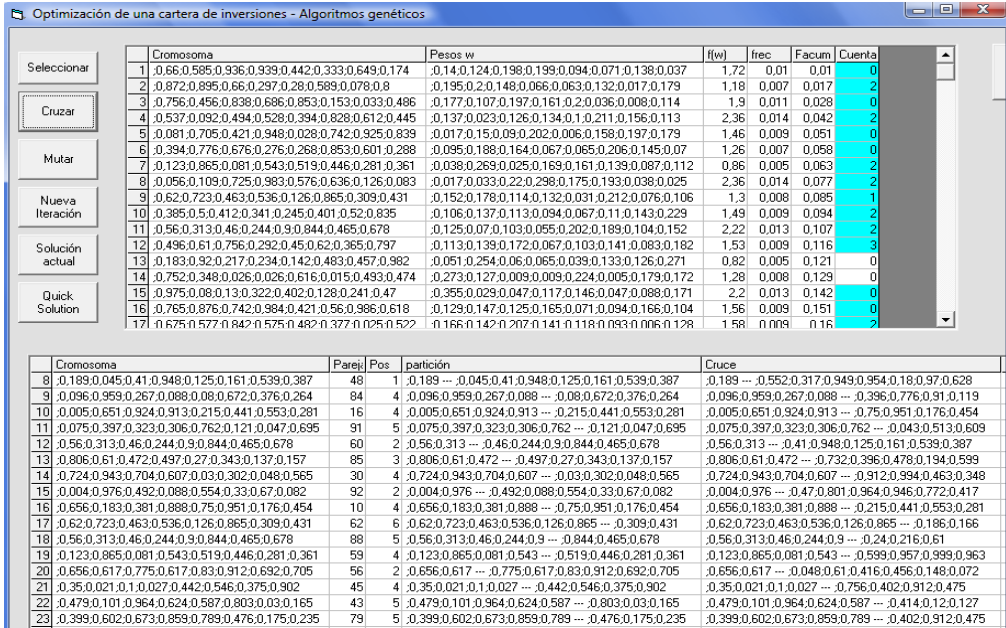 Optimización de una cartera de inversiones - Algoritmos genéticos
Seleccionar
Cruzar
Mutar
Nueva
Iteración
Solución
actual
Quick
Solution
Cromosoma Pesos w f(w) frec Facum Cuenta
1 ;0,66;0,585;0,936;0,939;0,442;0,333;0,649;0,174 ;0,14;0,124;0,198;0,199;0,094;0,071;0,138;0,037 1,72 0,01 0,01 0
2 ;0,872;0,895;0,66;0,297;0,28;0,589;0,078;0,8 ;0,195;0,2;0,148;0,066;0,063;0,132;0,017;0,179 1,18 0,007 0,017 2
3 ;0,756;0,456;0,838;0,686;0,853;0,153;0,033;0,486 ;0,177;0,107;0,197;0,161;0,2;0,036;0,008;0,114 1,9 0,011 0,028 0
4 ;0,537;0,092;0,494;0,528;0,394;0,828;0,612;0,445 ;0,137;0,023;0,126;0,134;0,1;0,211;0,156;0,113 2,36 0,014 0,042 2
5 ;0,081;0,705;0,421;0,948;0,028;0,742;0,925;0,839 ;0,017;0,15;0,09;0,202;0,006;0,158;0,197;0,179 1,46 0,009 0,051 0
6 ;0,394;0,776;0,676;0,276;0,268;0,853;0,601;0,288 ;0,095;0,188;0,164;0,067;0,065;0,206;0,145;0,07 1,26 0,007 0,058 0
7 ;0,123;0,865;0,081;0,543;0,519;0,446;0,281;0,361 ;0,038;0,269;0,025;0,169;0,161;0,139;0,087;0,112 0,86 0,005 0,063 2
8 ;0,056;0,109;0,725;0,983;0,576;0,636;0,126;0,083 ;0,017;0,033;0,22;0,298;0,175;0,193;0,038;0,025 2,36 0,014 0,077 2
9 ;0,62;0,723;0,463;0,536;0,126;0,865;0,309;0,431 ;0,152;0,178;0,114;0,132;0,031;0,212;0,076;0,106 1,3 0,008 0,085 1
10 ;0,385;0,5;0,412;0,341;0,245;0,401;0,52;0,835 ;0,106;0,137;0,113;0,094;0,067;0,11;0,143;0,229 1,49 0,009 0,094 2
11 ;0,56;0,313;0,46;0,244;0,9;0,844;0,465;0,678 ;0,125;0,07;0,103;0,055;0,202;0,189;0,104;0,152 2,22 0,013 0,107 2
12 ;0,496;0,61;0,756;0,292;0,45;0,62;0,365;0,797 ;0,113;0,139;0,172;0,067;0,103;0,141;0,083;0,182 1,53 0,009 0,116 3
13 ;0,183;0,92;0,217;0,234;0,142;0,483;0,457;0,982 ;0,051;0,254;0,06;0,065;0,039;0,133;0,126;0,271 0,82 0,005 0,121 0
14 ;0,752;0,348;0,026;0,026;0,616;0,015;0,493;0,474 ;0,273;0,127;0,009;0,009;0,224;0,005;0,179;0,172 1,28 0,008 0,129 0
15 ;0,975;0,08;0,13;0,322;0,402;0,128;0,241;0,47 ;0,355;0,029;0,047;0,117;0,146;0,047;0,088;0,171 2,2 0,013 0,142 0
16 ;0,765;0,876;0,742;0,984;0,421;0,56;0,986;0,618 ;0,129;0,147;0,125;0,165;0,071;0,094;0,166;0,104 1,56 0,009 0,151 0
17 ;0,675;0,577;0,842;0,575;0,482;0,377;0,025;0,522 ;0,166;0,142;0,207;0,141;0,118;0,093;0,006;0,128 1,58 0,009 0,16 2
Cromosoma Pareja Pos partición Cruce
8 ;0,189;0,045;0,41;0,948;0,125;0,161;0,539;0,387 48 1 ;0,189 --- ;0,045;0,41;0,948;0,125;0,161;0,539;0,387 ;0,189 --- ;0,552;0,317;0,949;0,954;0,18;0,97;0,628
9 ;0,096;0,959;0,267;0,088;0,08;0,672;0,376;0,264 84 4 ;0,096;0,959;0,267;0,088 --- ;0,08;0,672;0,376;0,264 ;0,096;0,959;0,267;0,088 --- ;0,396;0,776;0,91;0,119
10 ;0,005;0,651;0,924;0,913;0,215;0,441;0,553;0,281 16 4 ;0,005;0,651;0,924;0,913 --- ;0,215;0,441;0,553;0,281 ;0,005;0,651;0,924;0,913 --- ;0,75;0,951;0,176;0,454
11 ;0,075;0,397;0,323;0,306;0,762;0,121;0,047;0,695 91 5 ;0,075;0,397;0,323;0,306;0,762 --- ;0,121;0,047;0,695 ;0,075;0,397;0,323;0,306;0,762 --- ;0,043;0,513;0,609
12 ;0,56;0,313;0,46;0,244;0,9;0,844;0,465;0,678 60 2 ;0,56;0,313 --- ;0,46;0,244;0,9;0,844;0,465;0,678 ;0,56;0,313 --- ;0,41;0,948;0,125;0,161;0,539;0,387
13 ;0,806;0,61;0,472;0,497;0,27;0,343;0,137;0,157 85 3 ;0,806;0,61;0,472 --- ;0,497;0,27;0,343;0,137;0,157 ;0,806;0,61;0,472 --- ;0,732;0,396;0,478;0,194;0,599
14 ;0,724;0,943;0,704;0,607;0,03;0,302;0,048;0,565 30 4 ;0,724;0,943;0,704;0,607 --- ;0,03;0,302;0,048;0,565 ;0,724;0,943;0,704;0,607 --- ;0,912;0,994;0,463;0,348
15 ;0,004;0,976;0,492;0,088;0,554;0,33;0,67;0,082 92 2 ;0,004;0,976 --- ;0,492;0,088;0,554;0,33;0,67;0,082 ;0,004;0,976 --- ;0,47;0,801;0,964;0,946;0,772;0,417
16 ;0,656;0,183;0,381;0,888;0,75;0,951;0,176;0,454 10 4 ;0,656;0,183;0,381;0,888 --- ;0,75;0,951;0,176;0,454 ;0,656;0,183;0,381;0,888 --- ;0,215;0,441;0,553;0,281
17 ;0,62;0,723;0,463;0,536;0,126;0,865;0,309;0,431 62 6 ;0,62;0,723;0,463;0,536;0,126;0,865 --- ;0,309;0,431 ;0,62;0,723;0,463;0,536;0,126;0,865 --- ;0,186;0,166
18 ;0,56;0,313;0,46;0,244;0,9;0,844;0,465;0,678 88 5 ;0,56;0,313;0,46;0,244;0,9 --- ;0,844;0,465;0,678 ;0,56;0,313;0,46;0,244;0,9 --- ;0,24;0,216;0,61
19 ;0,123;0,865;0,081;0,543;0,519;0,446;0,281;0,361 59 4 ;0,123;0,865;0,081;0,543 --- ;0,519;0,446;0,281;0,361 ;0,123;0,865;0,081;0,543 --- ;0,599;0,957;0,999;0,963
20 ;0,656;0,617;0,775;0,617;0,83;0,912;0,692;0,705 56 2 ;0,656;0,617 --- ;0,775;0,617;0,83;0,912;0,692;0,705 ;0,656;0,617 --- ;0,048;0,61;0,416;0,456;0,148;0,072
21 ;0,35;0,021;0,1;0,027;0,442;0,546;0,375;0,902 45 4 ;0,35;0,021;0,1;0,027 --- ;0,442;0,546;0,375;0,902 ;0,35;0,021;0,1;0,027 --- ;0,756;0,402;0,912;0,475
22 ;0,479;0,101;0,964;0,624;0,587;0,803;0,03;0,165 43 5 ;0,479;0,101;0,964;0,624;0,587 --- ;0,803;0,03;0,165 ;0,479;0,101;0,964;0,624;0,587 --- ;0,414;0,12;0,127
23 ;0,399;0,602;0,673;0,859;0,789;0,476;0,175;0,235 79 5 ;0,399;0,602;0,673;0,859;0,789 --- ;0,476;0,175;0,235 ;0,399;0,602;0,673;0,859;0,789 --- ;0,402;0,912;0,475